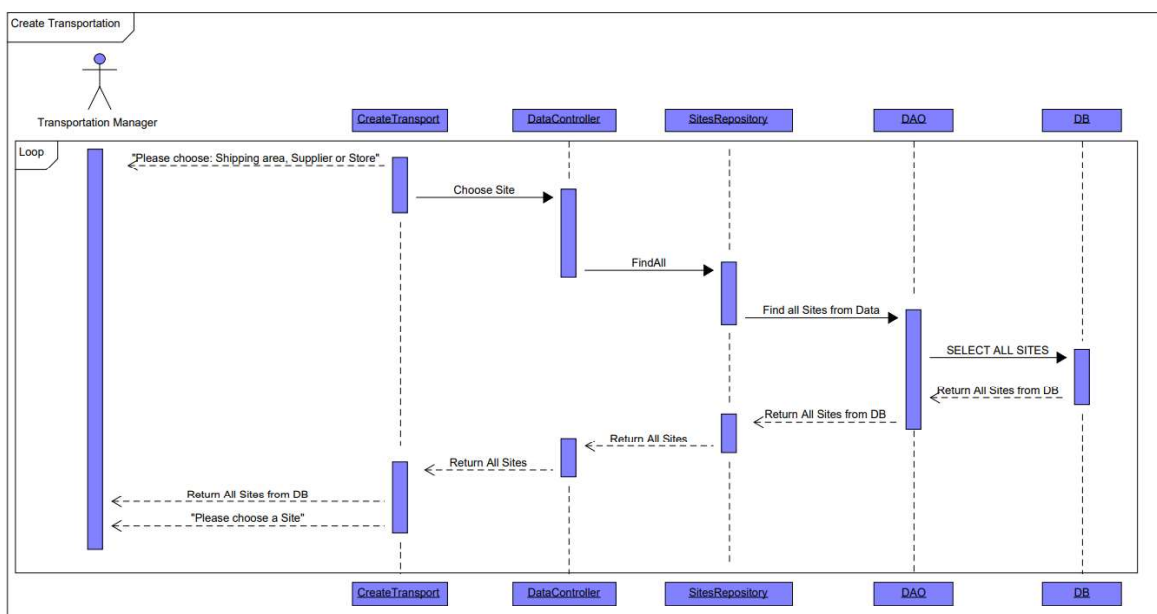 Create Transportation
Transportation Manager
CreateTransport
DataController
SitesRepository
DAO
DB
Loop
"Please choose: Shipping area, Supplier or Store"
Choose Site
FindAll
Find all Sites from Data
SELECT ALL SITES
Return All Sites from DB
Return All Sites from DB
Return All Sites
Return All Sites
Return All Sites from DB
"Please choose a Site"
CreateTransport
DataController
SitesRepository
DAO
DB